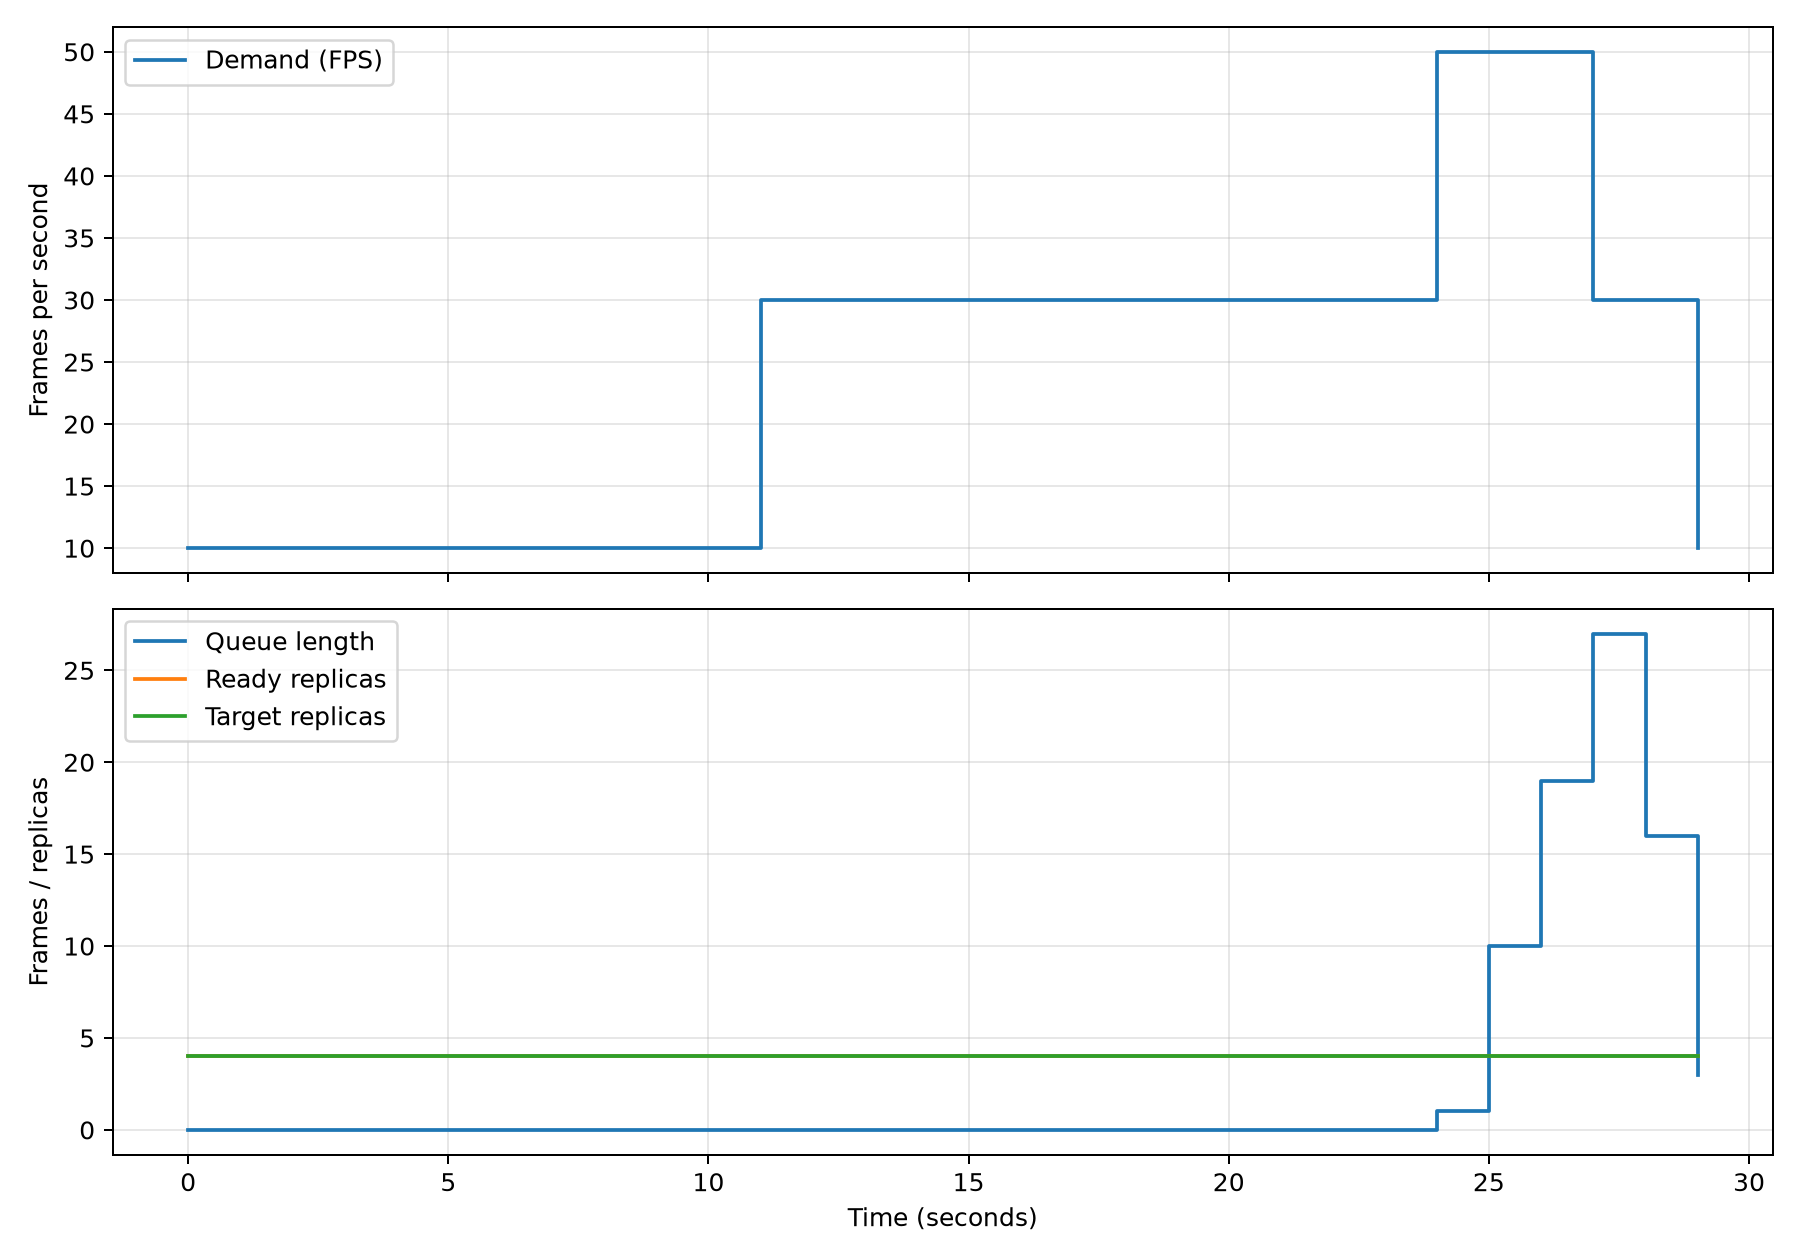 Demand (FPS)
Frames per second
50
45
40
35
30
25
20
15
10
Queue length
Ready replicas
Target replicas
Frames / replicas
25
20
15
10
5
0
0 5 10 15 20 25 30
Time (seconds)